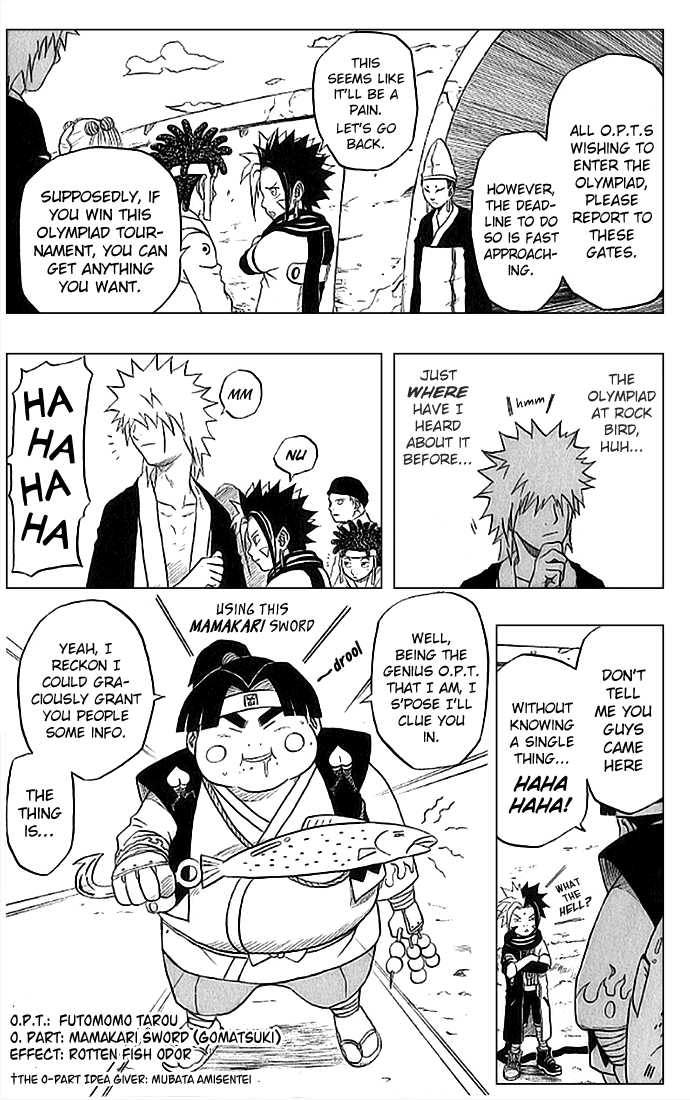 ALL O.P.T.S
WISHING TO
ENTER THE
OLYMPIAD,
PLEASE
REPORT TO
THESE
GATES.
HOWEVER,
THE DEAD-
LINE TO DO
SO IS FAST
APPROACH-
ING.
THIS
SEEMS LIKE
IT'LL BE A
PAIN.
LET'S GO
BACK.
SUPPOSEDLY, IF
YOU WIN THIS
OLYMPIAD TOUR-
NAMENT, YOU CAN
GET ANYTHING
YOU WANT.
THE
OLYMPIAD
AT ROCK
BIRD,
HUH...
hmm
JUST
WHERE
HAVE I
HEARD
ABOUT IT
BEFORE...
MM
NU
HA
HA
HA
HA
DON'T
TELL
ME YOU
GUYS
CAME
HERE
WITHOUT
KNOWING
A SINGLE
THING...
HAHA
HAHA!
WHAT
THE
HELL?
WELL,
BEING THE
GENIUS O.P.T.
THAT I AM, I
S'POSE I'LL
CLUE YOU
IN.
drool
USING THIS
MAMAKARI SWORD
YEAH, I
RECKON I
COULD GRA-
CIOUSLY GRANT
YOU PEOPLE
SOME INFO.
THE
THING
IS...
O.P.T.: FUTOMOMO TAROU
O. PART: MAMAKARI SWORD (GOMATSUKI)
EFFECT: ROTTEN FISH ODOR
†THE O-PART IDEA GIVER: MUBATA AMISENTEI